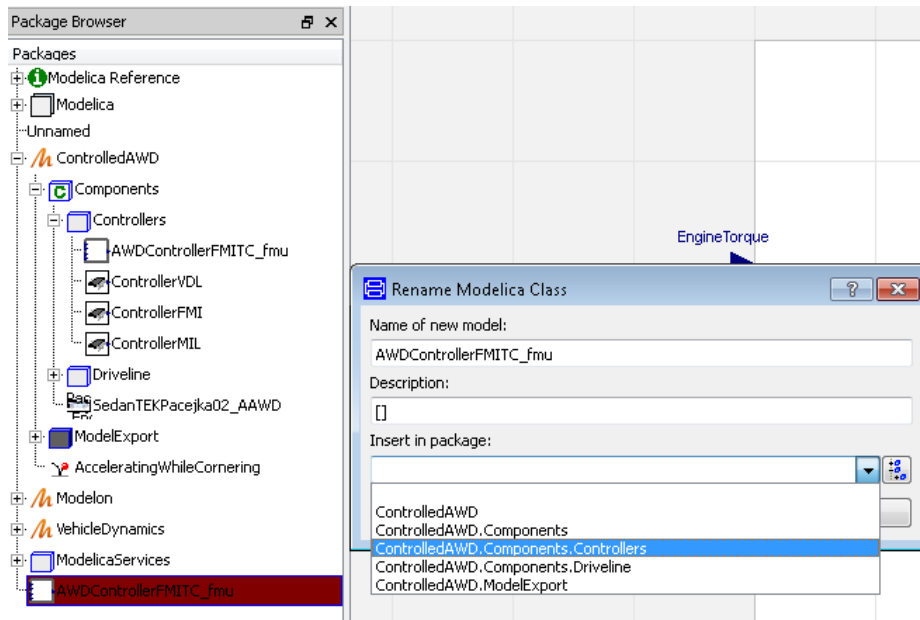 Package Browser
Packages
Modelica Reference
Modelica
Unnamed
ControlledAWD
Components
Controllers
AWDControllerFMITC_fmu
ControllerVDL
ControllerFMI
ControllerMIL
Driveline
SedanTEKPacejka02_AAWD
ModelExport
AcceleratingWhileCornering
Modelon
VehicleDynamics
ModelicaServices
AWDControllerFMITC_fmu
EngineTorque
Rename Modelica Class
Name of new model:
AWDControllerFMITC_fmu
Description:
[]
Insert in package:
ControlledAWD
ControlledAWD.Components
ControlledAWD.Components.Controllers
ControlledAWD.Components.Driveline
ControlledAWD.ModelExport